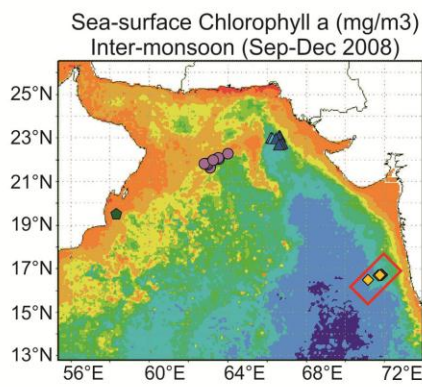 Sea-surface Chlorophyll a (mg/m3)
Inter-monsoon (Sep-Dec 2008)
25°N
23°N
21°N
19°N
17°N
15°N
13°N
56°E 60°E 64°E 68°E 72°E